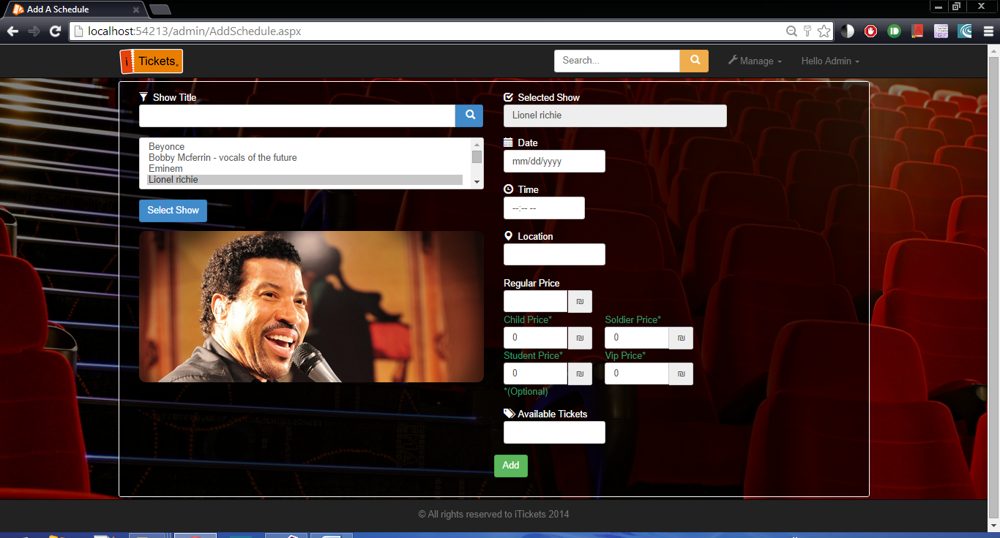 Add A Schedule
localhost:54213/admin/AddSchedule.aspx
i Tickets
Search...
Manage
Hello Admin
Show Title
Beyonce
Bobby Mcferrin - vocals of the future
Eminem
Lionel richie
Select Show
Selected Show
Lionel richie
Date
mm/dd/yyyy
Time
--:-- --
Location
Regular Price
₪
Child Price* Soldier Price*
0 ₪ 0 ₪
Student Price* Vip Price*
0 ₪ 0 ₪
*(Optional)
Available Tickets
Add
© All rights reserved to iTickets 2014